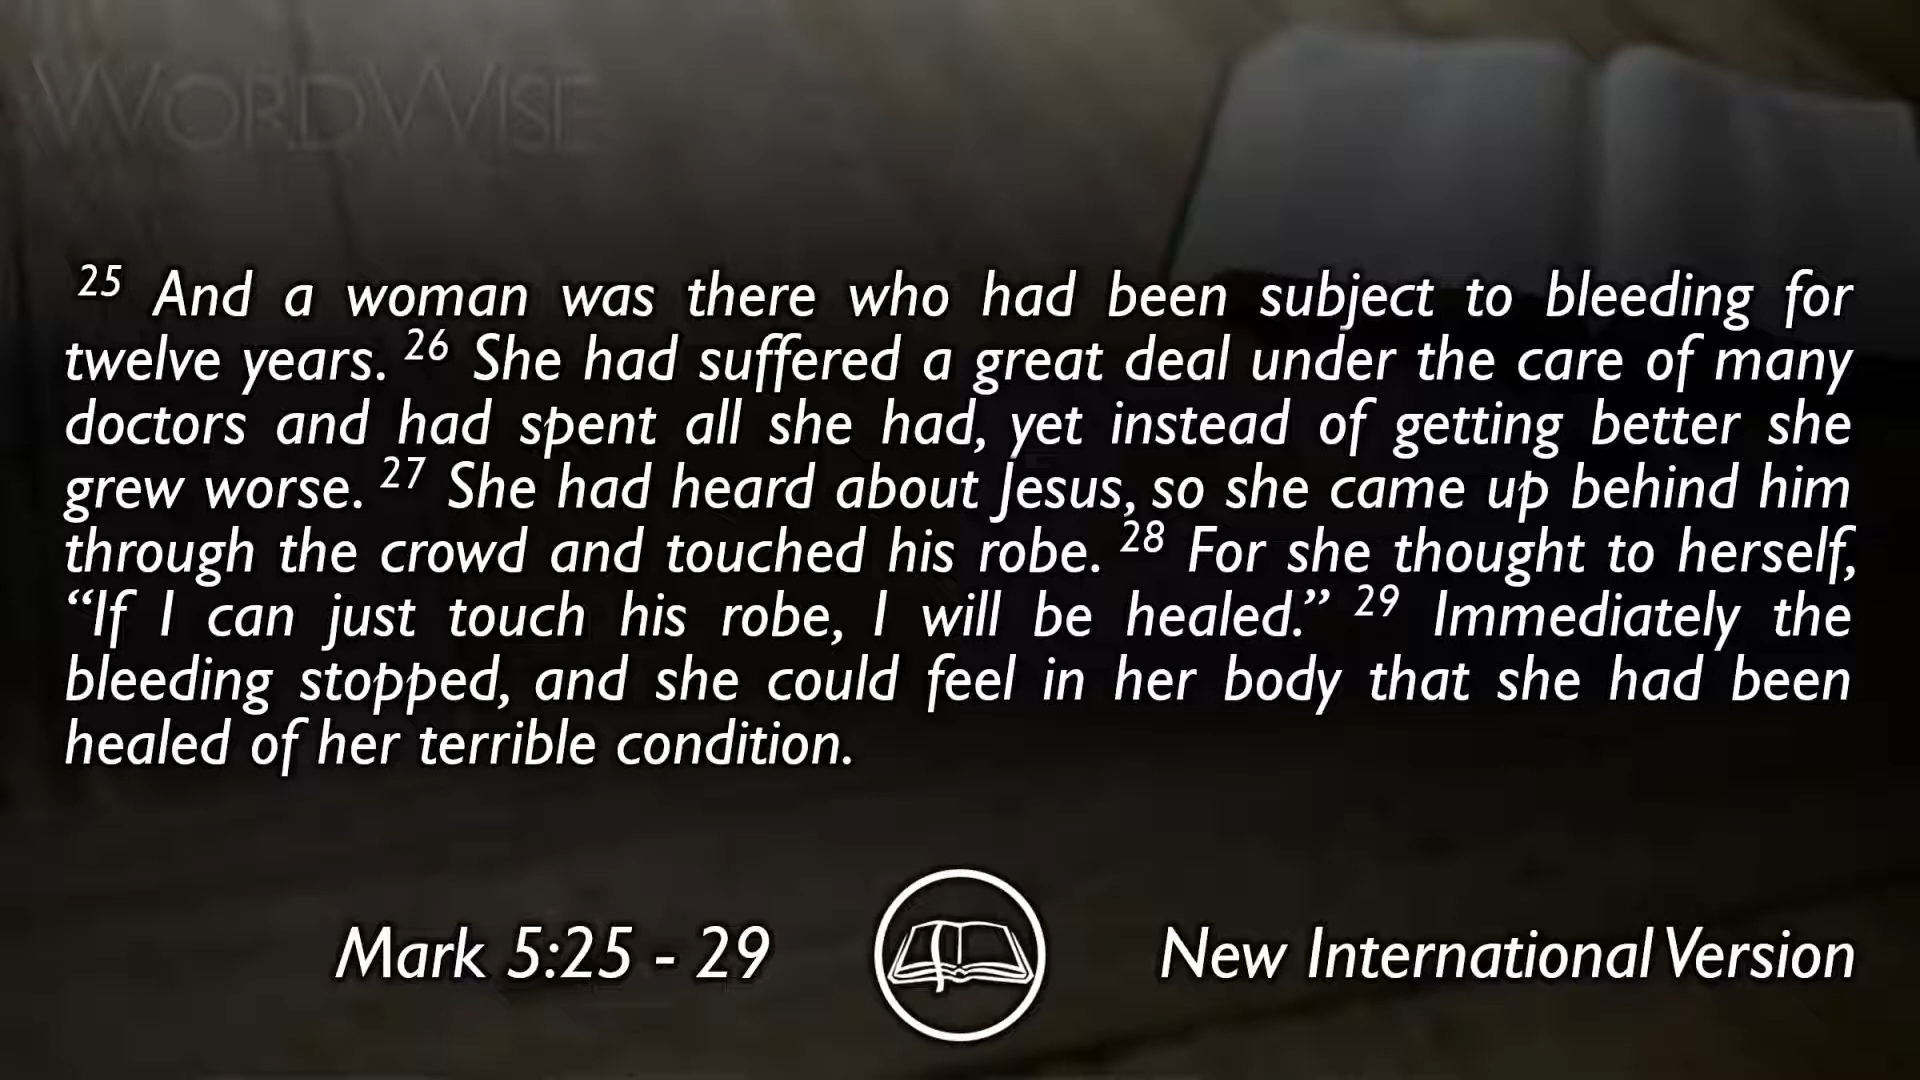 WORDWISE
25 And a woman was there who had been subject to bleeding for
twelve years. 26 She had suffered a great deal under the care of many
doctors and had spent all she had, yet instead of getting better she
grew worse. 27 She had heard about Jesus, so she came up behind him
through the crowd and touched his robe. 28 For she thought to herself,
“If I can just touch his robe, I will be healed.” 29 Immediately the
bleeding stopped, and she could feel in her body that she had been
healed of her terrible condition.
Mark 5:25 - 29
New International Version